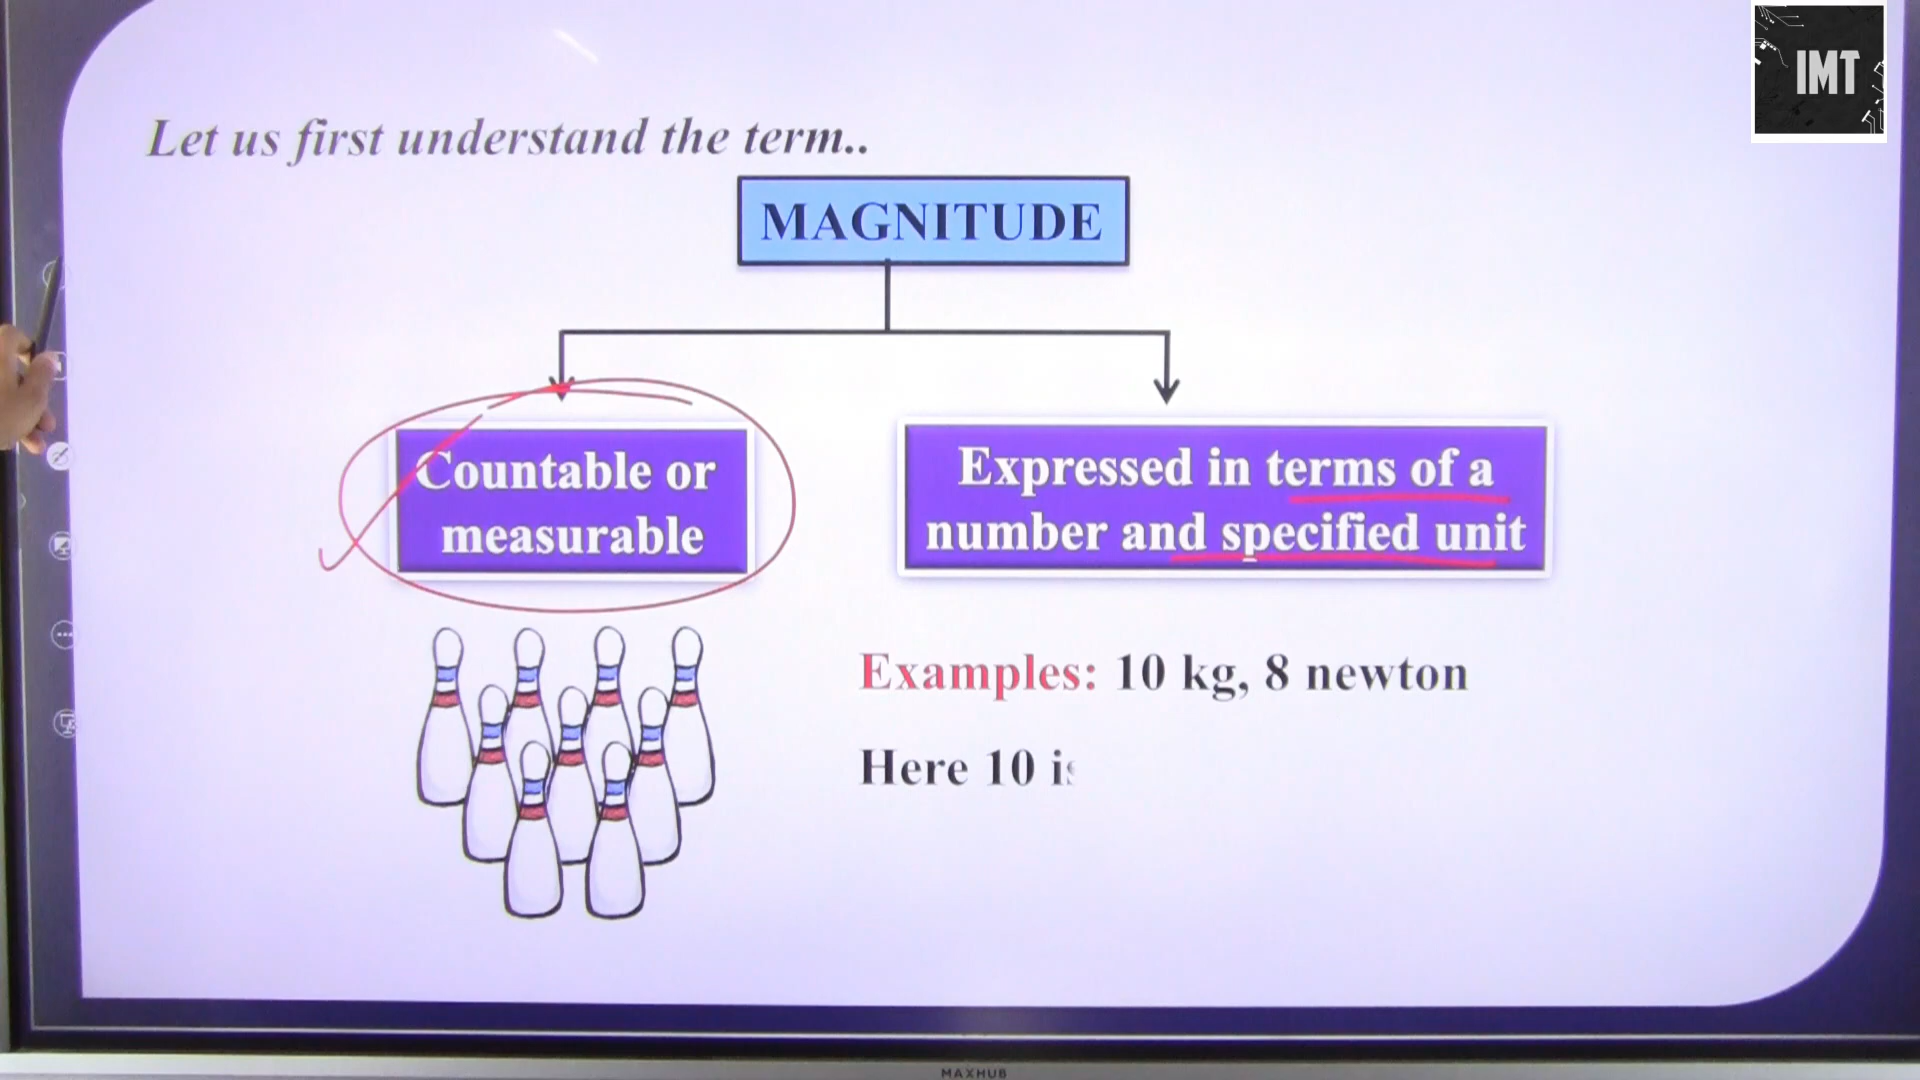 IMT
Let us first understand the term..
MAGNITUDE
Countable or
measurable
Expressed in terms of a
number and specified unit
Examples: 10 kg, 8 newton
Here 10 is
MAXHUB